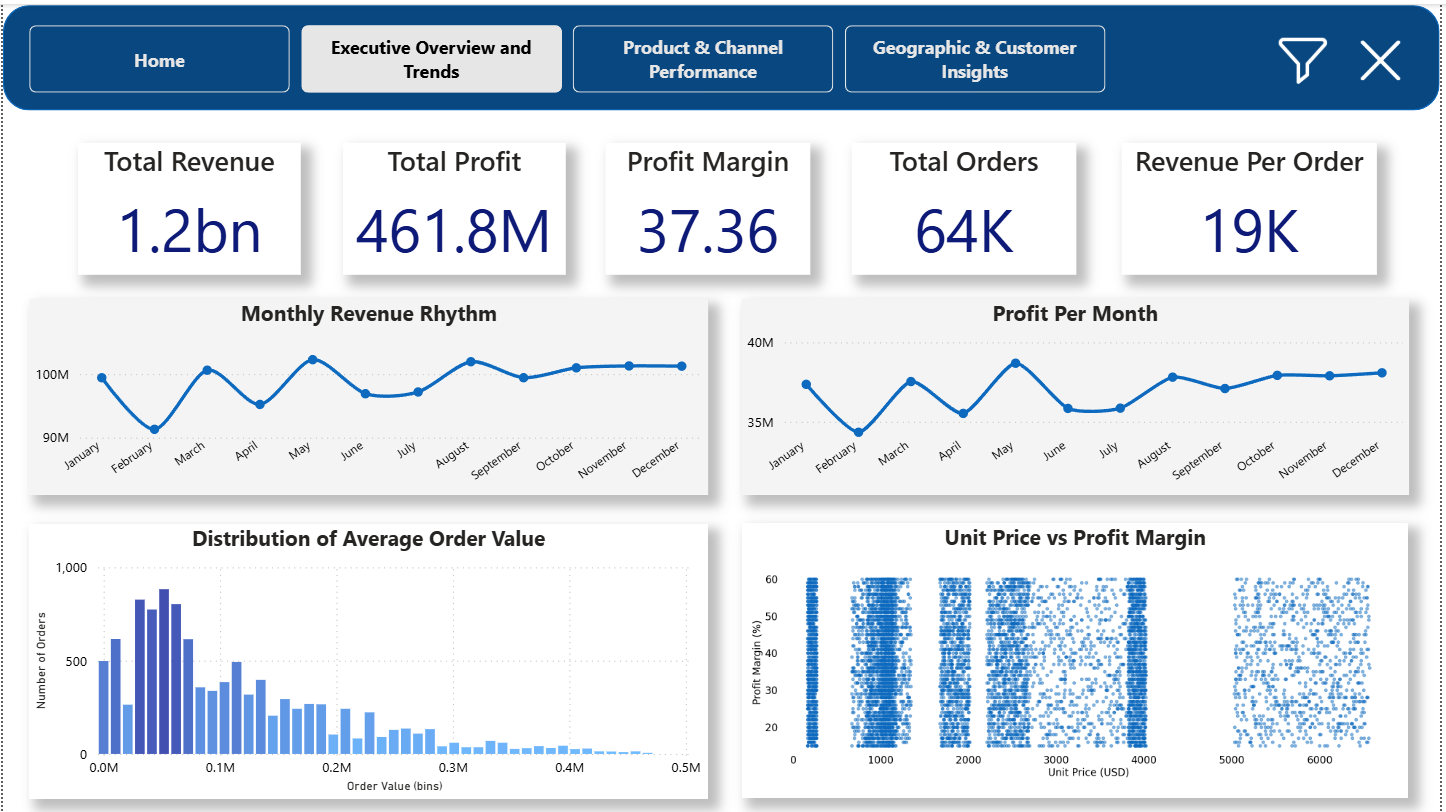 Home
Executive Overview and
Trends
Product & Channel
Performance
Geographic & Customer
Insights
Total Revenue
1.2bn
Total Profit
461.8M
Profit Margin
37.36
Total Orders
64K
Revenue Per Order
19K
Monthly Revenue Rhythm
100M
90M
January
February
March
April
May
June
July
August
September
October
November
December
Profit Per Month
40M
35M
January
February
March
April
May
June
July
August
September
October
November
December
Distribution of Average Order Value
Number of Orders
1,000
500
0
0.0M
0.1M
0.2M
0.3M
0.4M
0.5M
Order Value (bins)
Unit Price vs Profit Margin
Profit Margin (%)
60
50
40
30
20
0
1000
2000
3000
4000
5000
6000
Unit Price (USD)